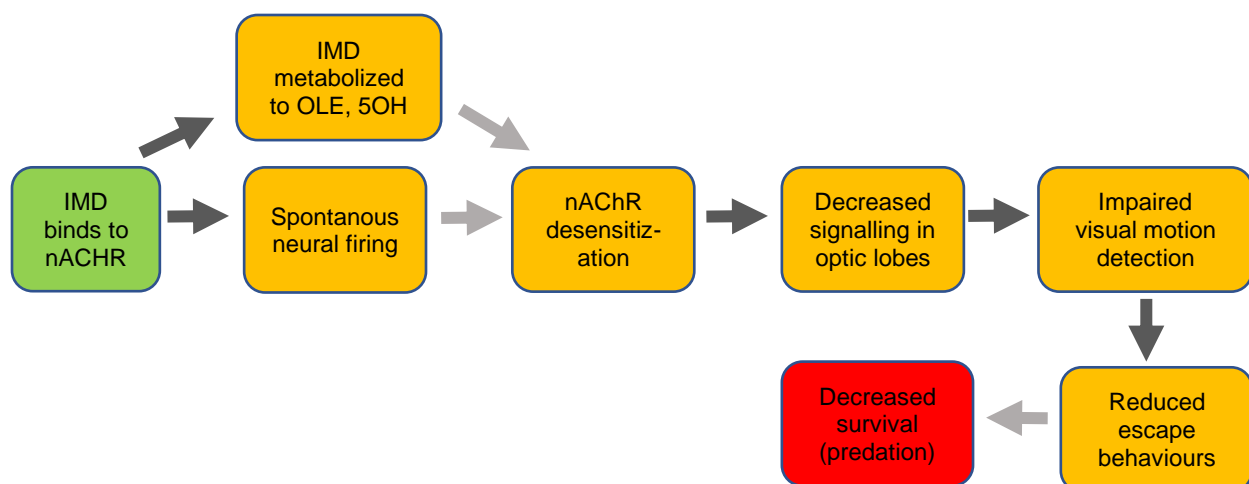 IMD
metabolized
to OLE, 5OH
IMD
binds to
nACHR
Spontanous
neural firing
nAChR
desensitiz-
ation
Decreased
signalling in
optic lobes
Impaired
visual motion
detection
Decreased
survival
(predation)
Reduced
escape
behaviours